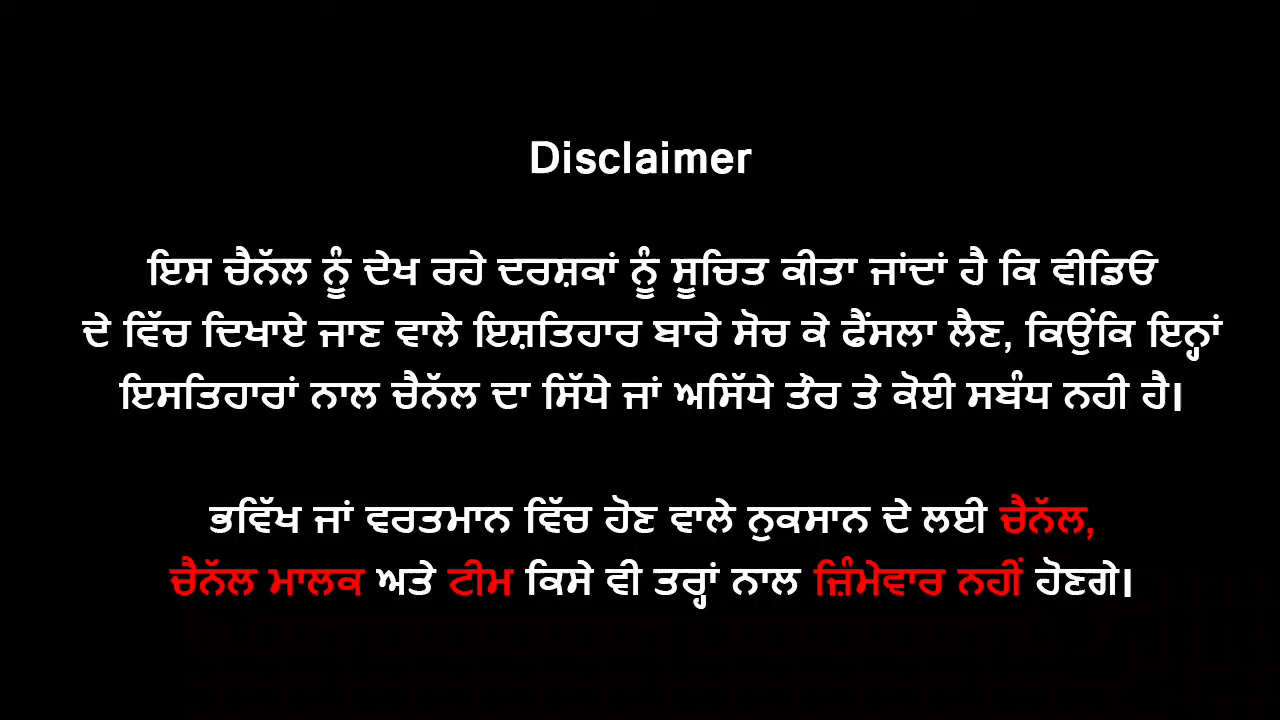 Disclaimer
ਇਸ ਚੈਨੱਲ ਨੂੰ ਦੇਖ ਰਹੇ ਦਰਸ਼ਕਾਂ ਨੂੰ ਸੂਚਿਤ ਕੀਤਾ ਜਾਂਦਾਂ ਹੈ ਕਿ ਵੀਡਿਓ
ਦੇ ਵਿੱਚ ਦਿਖਾਏ ਜਾਣ ਵਾਲੇ ਇਸ਼ਤਿਹਾਰ ਬਾਰੇ ਸੋਚ ਕੇ ਫੈਂਸਲਾ ਲੈਣ, ਕਿਉਂਕਿ ਇਨ੍ਹਾਂ
ਇਸਤਿਹਾਰਾਂ ਨਾਲ ਚੈਨੱਲ ਦਾ ਸਿੱਧੇ ਜਾਂ ਅਸਿੱਧੇ ਤੌਰ ਤੇ ਕੋਈ ਸਬੰਧ ਨਹੀ ਹੈ।
ਭਵਿੱਖ ਜਾਂ ਵਰਤਮਾਨ ਵਿੱਚ ਹੋਣ ਵਾਲੇ ਨੁਕਸਾਨ ਦੇ ਲਈ ਚੈਨੱਲ,
ਚੈਨੱਲ ਮਾਲਕ ਅਤੇ ਟੀਮ ਕਿਸੇ ਵੀ ਤਰ੍ਹਾਂ ਨਾਲ ਜ਼ਿੰਮੇਵਾਰ ਨਹੀਂ ਹੋਣਗੇ।